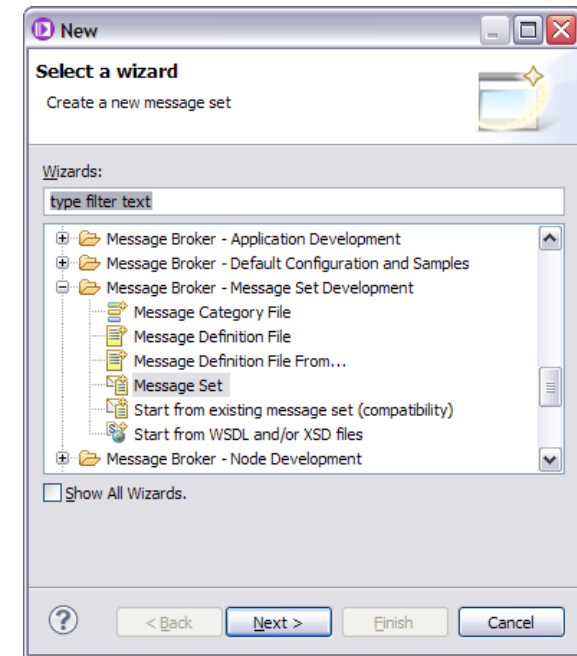 New
Select a wizard
Create a new message set
Wizards:
type filter text
Message Broker - Application Development
Message Broker - Default Configuration and Samples
Message Broker - Message Set Development
Message Category File
Message Definition File
Message Definition File From...
Message Set
Start from existing message set (compatibility)
Start from WSDL and/or XSD files
Message Broker - Node Development
Show All Wizards.
? < Back Next > Finish Cancel